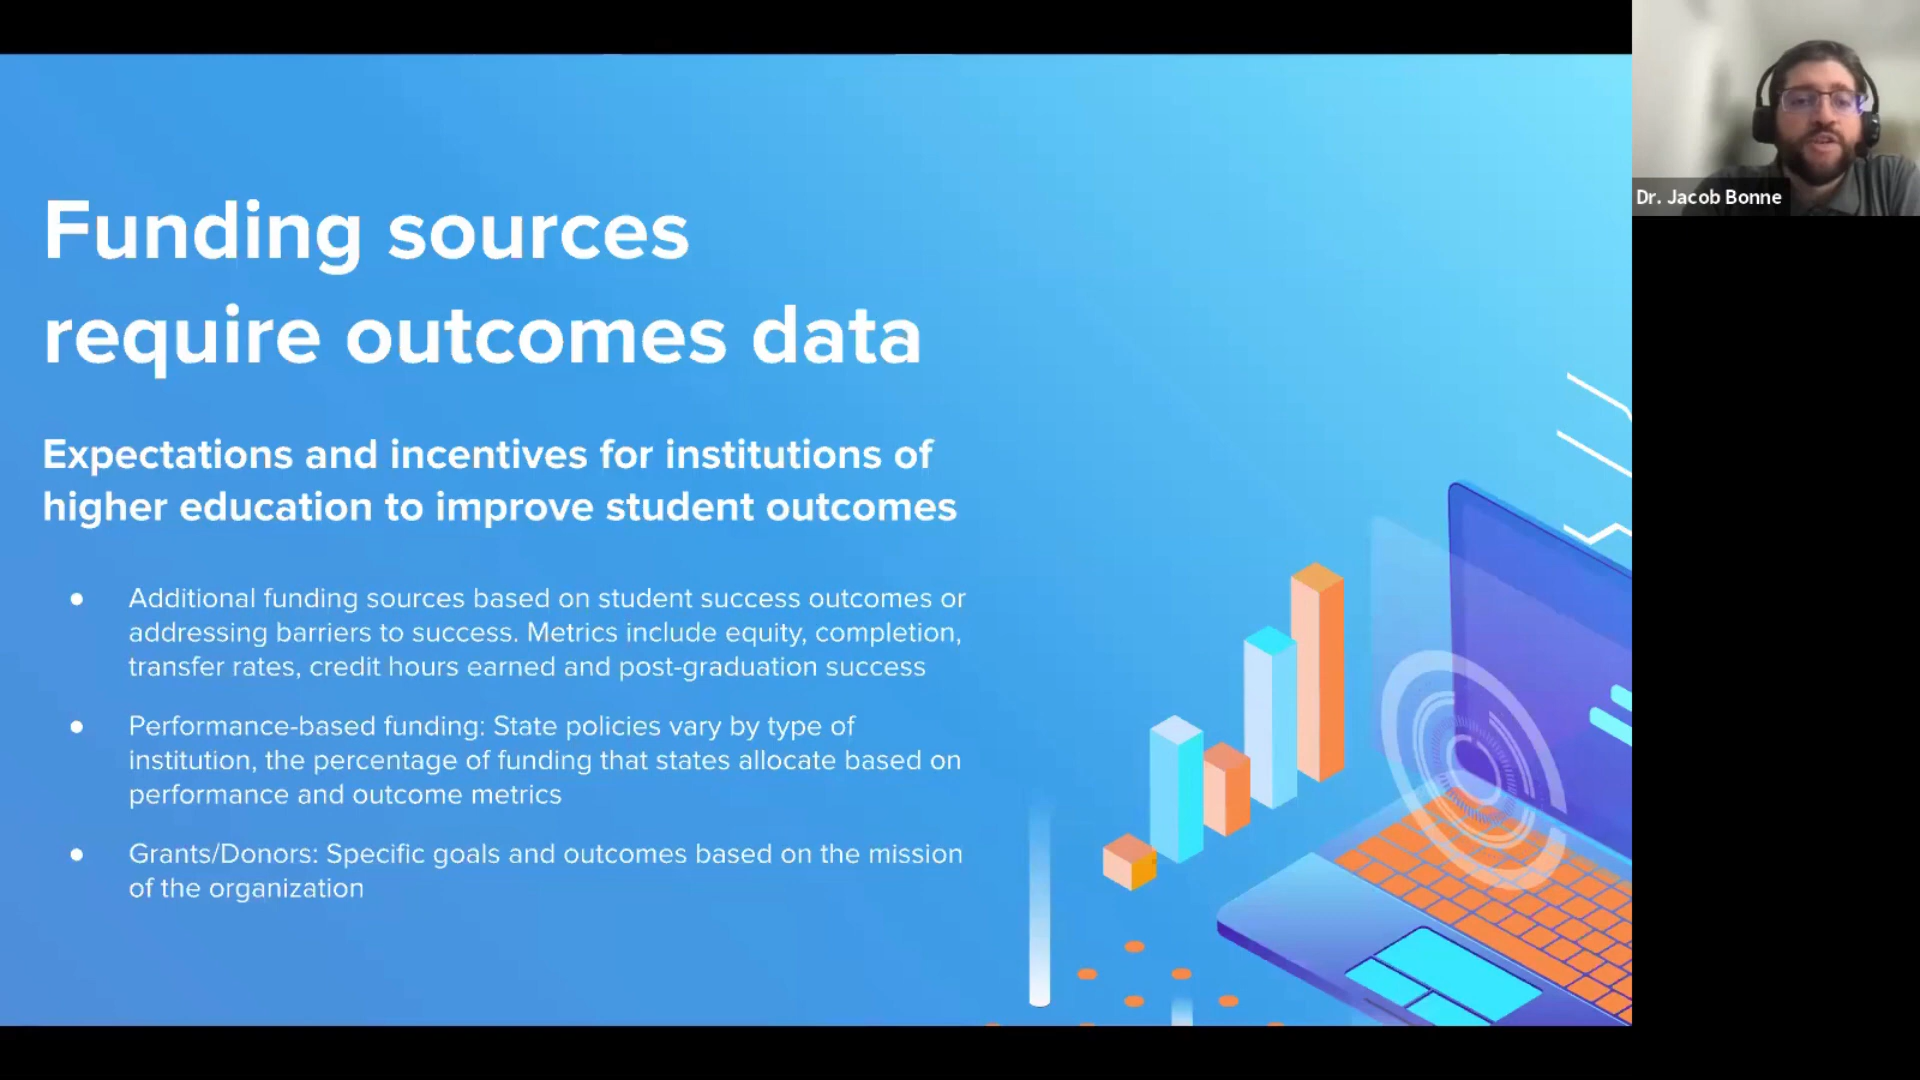 Funding sources
require outcomes data
Expectations and incentives for institutions of
higher education to improve student outcomes
● Additional funding sources based on student success outcomes or
addressing barriers to success. Metrics include equity, completion,
transfer rates, credit hours earned and post-graduation success
● Performance-based funding: State policies vary by type of
institution, the percentage of funding that states allocate based on
performance and outcome metrics
● Grants/Donors: Specific goals and outcomes based on the mission
of the organization
Dr. Jacob Bonne